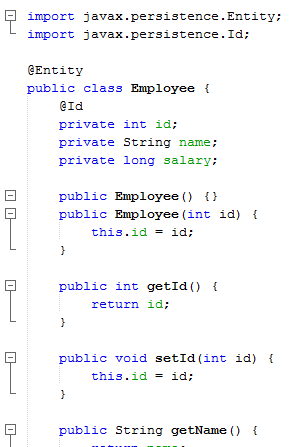 import javax.persistence.Entity;
import javax.persistence.Id;

@Entity
public class Employee {
    @Id
    private int id;
    private String name;
    private long salary;

    public Employee() {}
    public Employee(int id) {
        this.id = id;
    }

    public int getId() {
        return id;
    }

    public void setId(int id) {
        this.id = id;
    }

    public String getName() {
        return name;